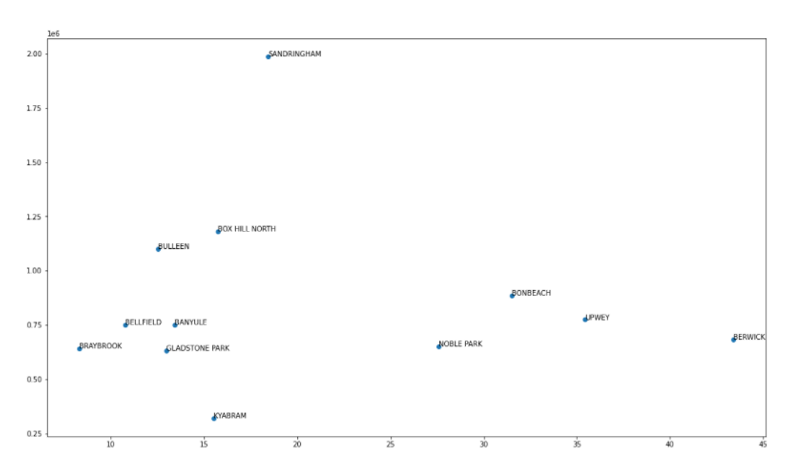 1e6
2.00
SANDRINGHAM
1.75
1.50
1.25
BOX HILL NORTH
BULLEEN
1.00
BONBEACH
UPWEY
0.75
BELLFIELD
BANYULE
BERWICK
BRAYBROOK
GLADSTONE PARK
NOBLE PARK
0.50
KYABRAM
0.25
10 15 20 25 30 35 40 45